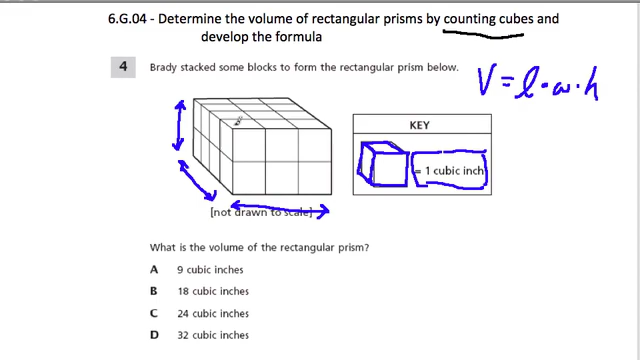 6.G.04 - Determine the volume of rectangular prisms by counting cubes and
develop the formula
4 Brady stacked some blocks to form the rectangular prism below.
V = l · w · h
KEY
= 1 cubic inch
[not drawn to scale]
What is the volume of the rectangular prism?
A 9 cubic inches
B 18 cubic inches
C 24 cubic inches
D 32 cubic inches